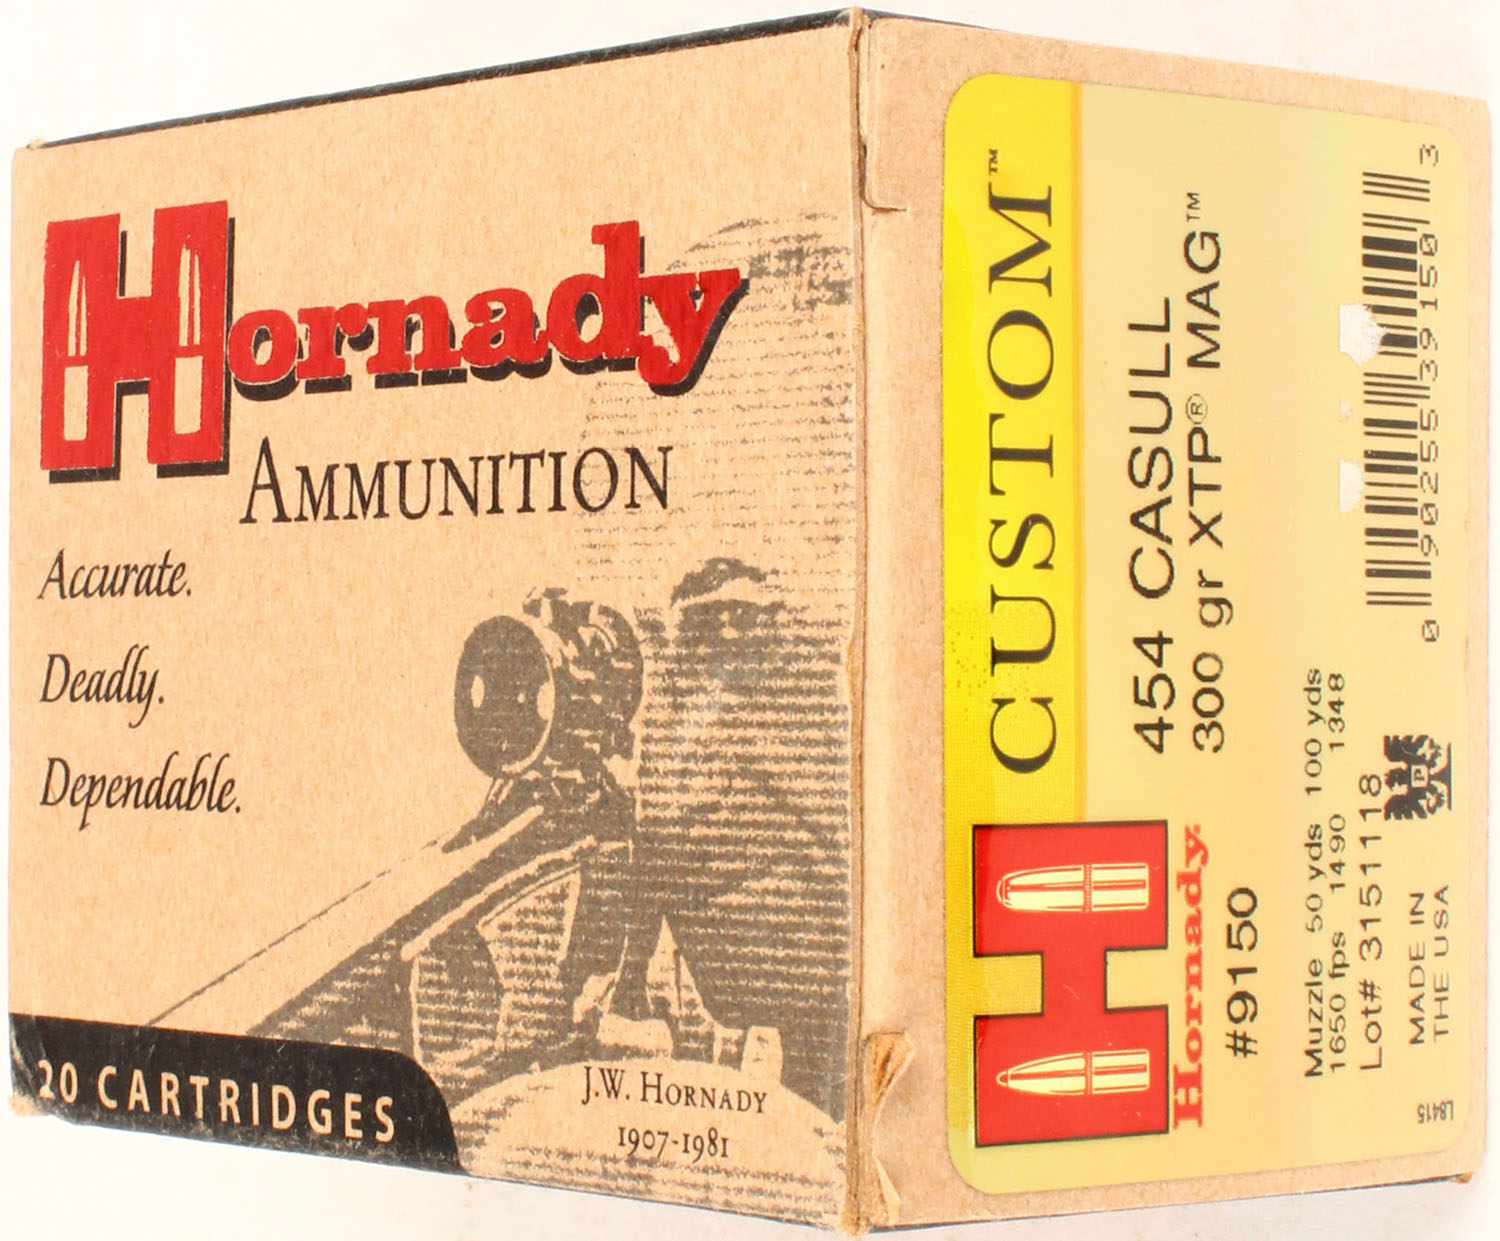 Hornady
AMMUNITION
Accurate.
Deadly.
Dependable.
20 CARTRIDGES
J.W. HORNADY
1907-1981
CUSTOM™
454 CASULL
300 gr XTP® MAG™
Hornady.
#9150
Muzzle 50 yds 100 yds
1650 fps 1490 1348
Lot# 3151118
MADE IN
THE USA
P
L8415
0 90255 39150 3